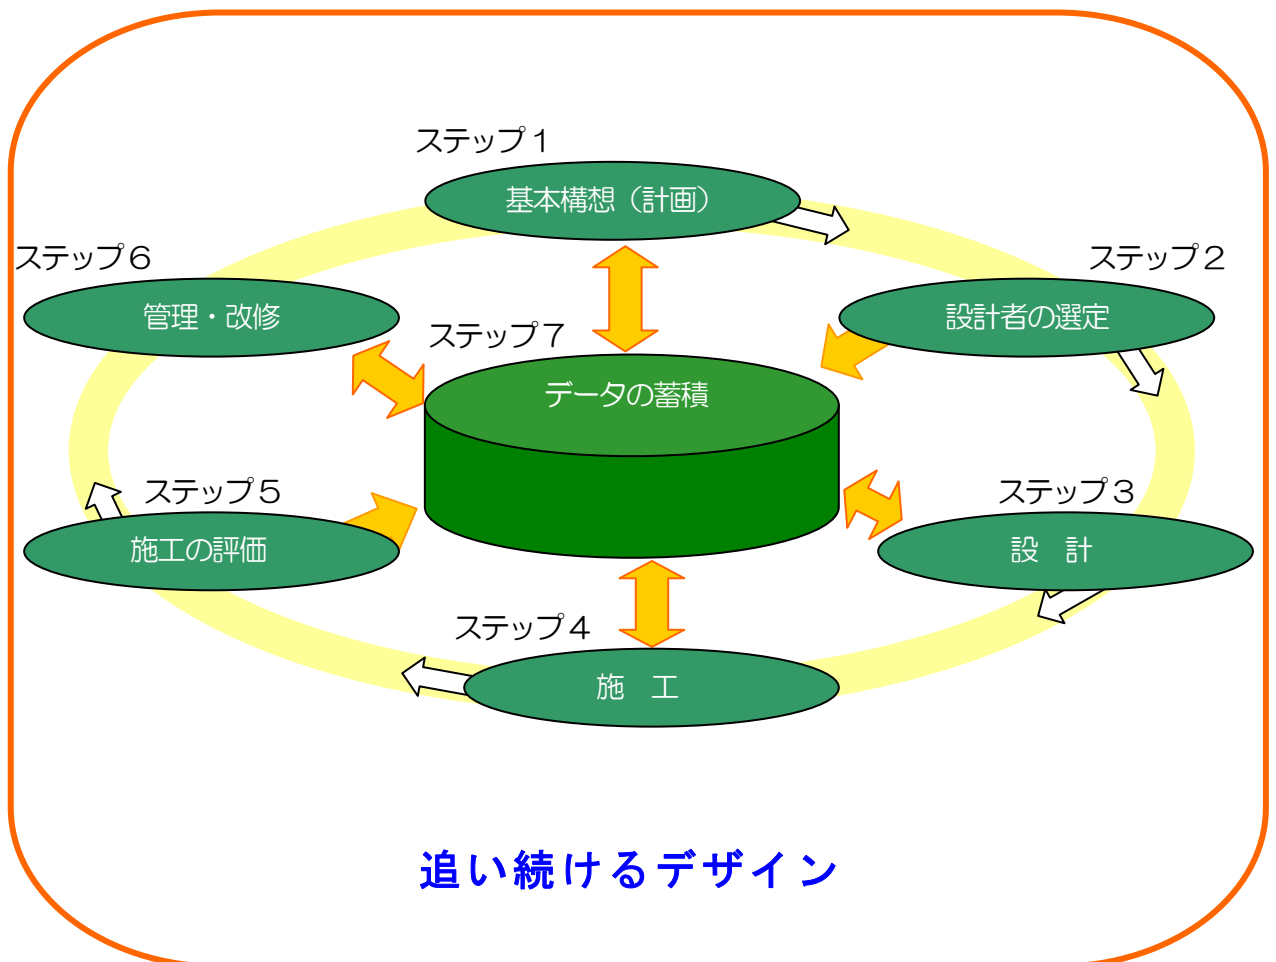 ステップ１
基本構想（計画）
ステップ２
設計者の選定
ステップ３
設　計
ステップ４
施　工
ステップ５
施工の評価
ステップ６
管理・改修
ステップ７
データの蓄積
追い続けるデザイン